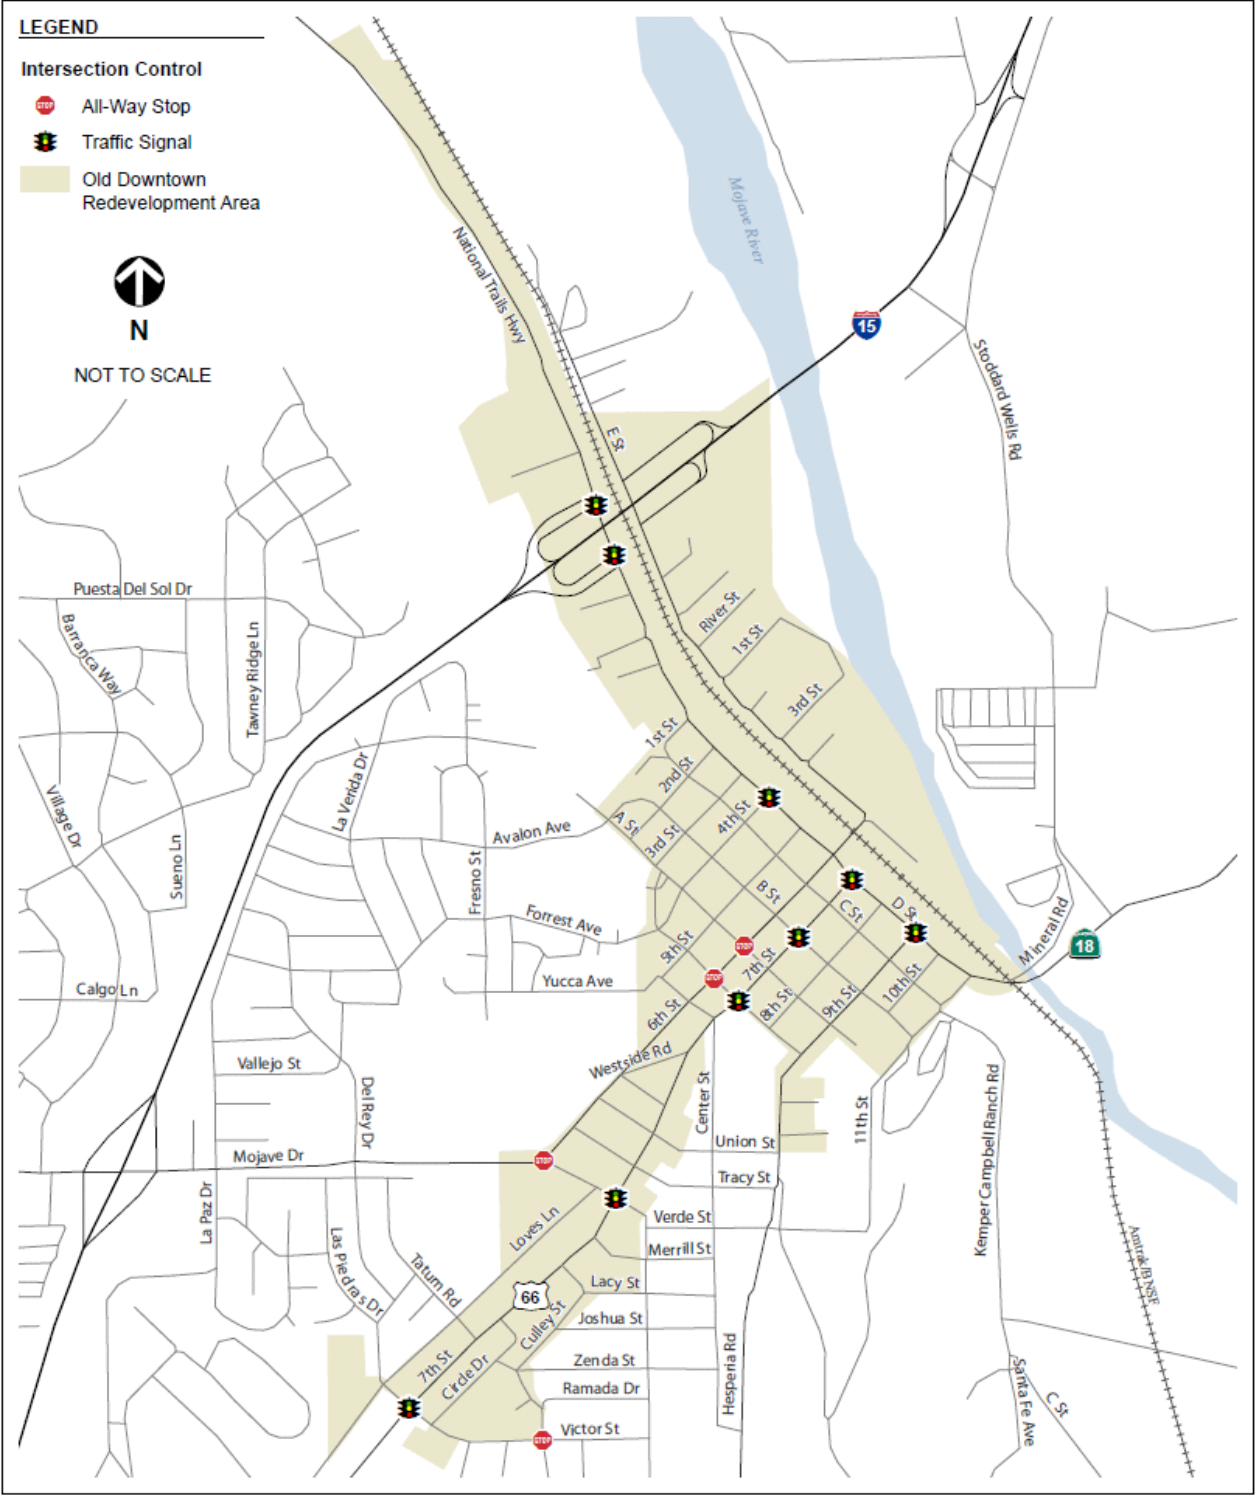 LEGEND
Intersection Control
STOP All-Way Stop
Traffic Signal
Old Downtown
Redevelopment Area
N
NOT TO SCALE
Mojave River
National Trails Hwy
15
Stoddard Wells Rd
E St
Puesta Del Sol Dr
Barranca Way
Tawney Ridge Ln
River St
1st St
3rd St
1st St
2nd St
La Verida Dr
Village Dr
Sueno Ln
Avalon Ave
A St
3rd St
4th St
Fresno St
B St
C St
D St
Forrest Ave
5th St
STOP
7th St
Mineral Rd
18
Calgo Ln
Yucca Ave
STOP
6th St
8th St
9th St
10th St
Westside Rd
Vallejo St
Del Rey Dr
Center St
11th St
Kemper Campbell Ranch Rd
Union St
Mojave Dr
STOP
Tracy St
La Paz Dr
Loves Ln
Verde St
Las Piedras Dr
Tatum Rd
Merrill St
Amtrak/BNSF
66
Lacy St
Culley St
Joshua St
7th St
Circle Dr
Zenda St
Hesperia Rd
Ramada Dr
Santa Fe Ave
C St
STOP
Victor St